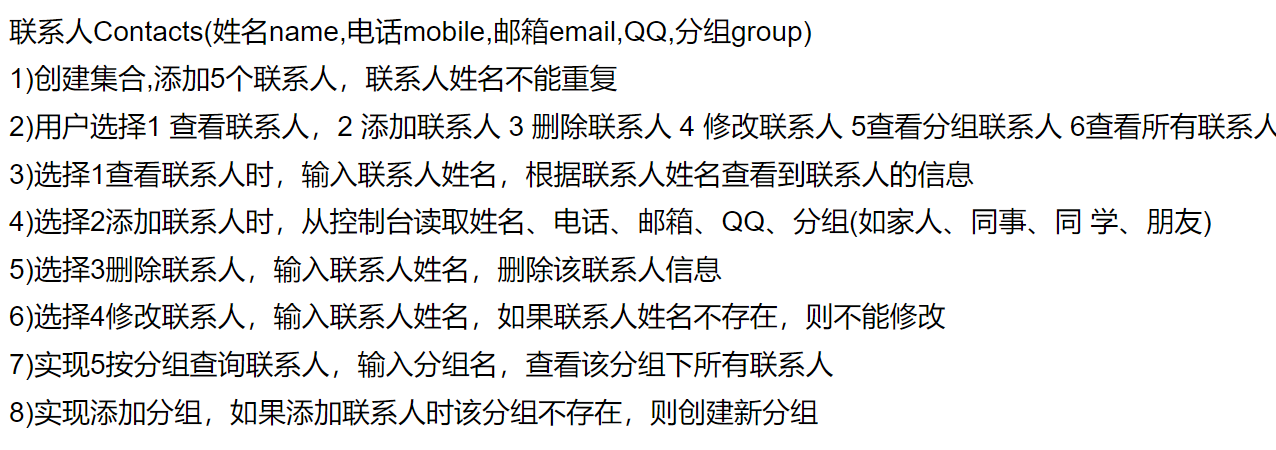 联系人Contacts(姓名name,电话mobile,邮箱email,QQ,分组group)
1)创建集合,添加5个联系人，联系人姓名不能重复
2)用户选择1 查看联系人，2 添加联系人 3 删除联系人 4 修改联系人 5查看分组联系人 6查看所有联系人
3)选择1查看联系人时，输入联系人姓名，根据联系人姓名查看到联系人的信息
4)选择2添加联系人时，从控制台读取姓名、电话、邮箱、QQ、分组(如家人、同事、同 学、朋友)
5)选择3删除联系人，输入联系人姓名，删除该联系人信息
6)选择4修改联系人，输入联系人姓名，如果联系人姓名不存在，则不能修改
7)实现5按分组查询联系人，输入分组名，查看该分组下所有联系人
8)实现添加分组，如果添加联系人时该分组不存在，则创建新分组